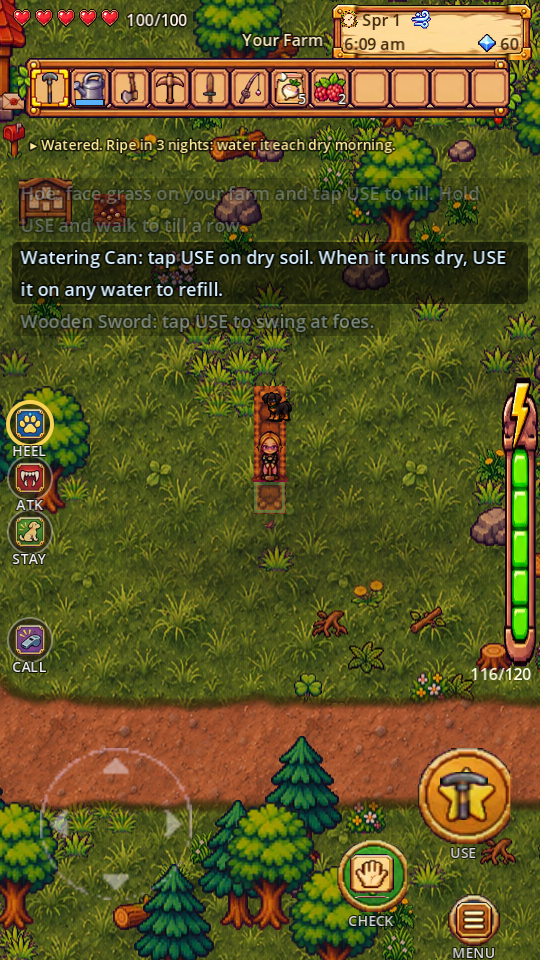 100/100
Your Farm
Spr 1
6:09 am
60
5
2
▸ Watered. Ripe in 3 nights: water it each dry morning.
Hoe: face grass on your farm and tap USE to till. Hold
USE and walk to till a row.
Watering Can: tap USE on dry soil. When it runs dry, USE
it on any water to refill.
Wooden Sword: tap USE to swing at foes.
HEEL
ATK
STAY
CALL
116/120
USE
CHECK
MENU